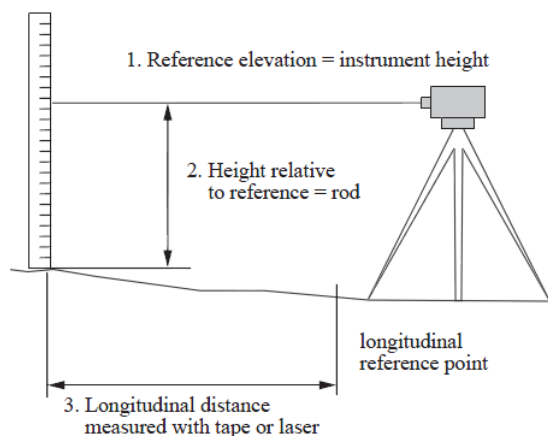 1. Reference elevation = instrument height
2. Height relative
to reference = rod
longitudinal
reference point
3. Longitudinal distance
measured with tape or laser